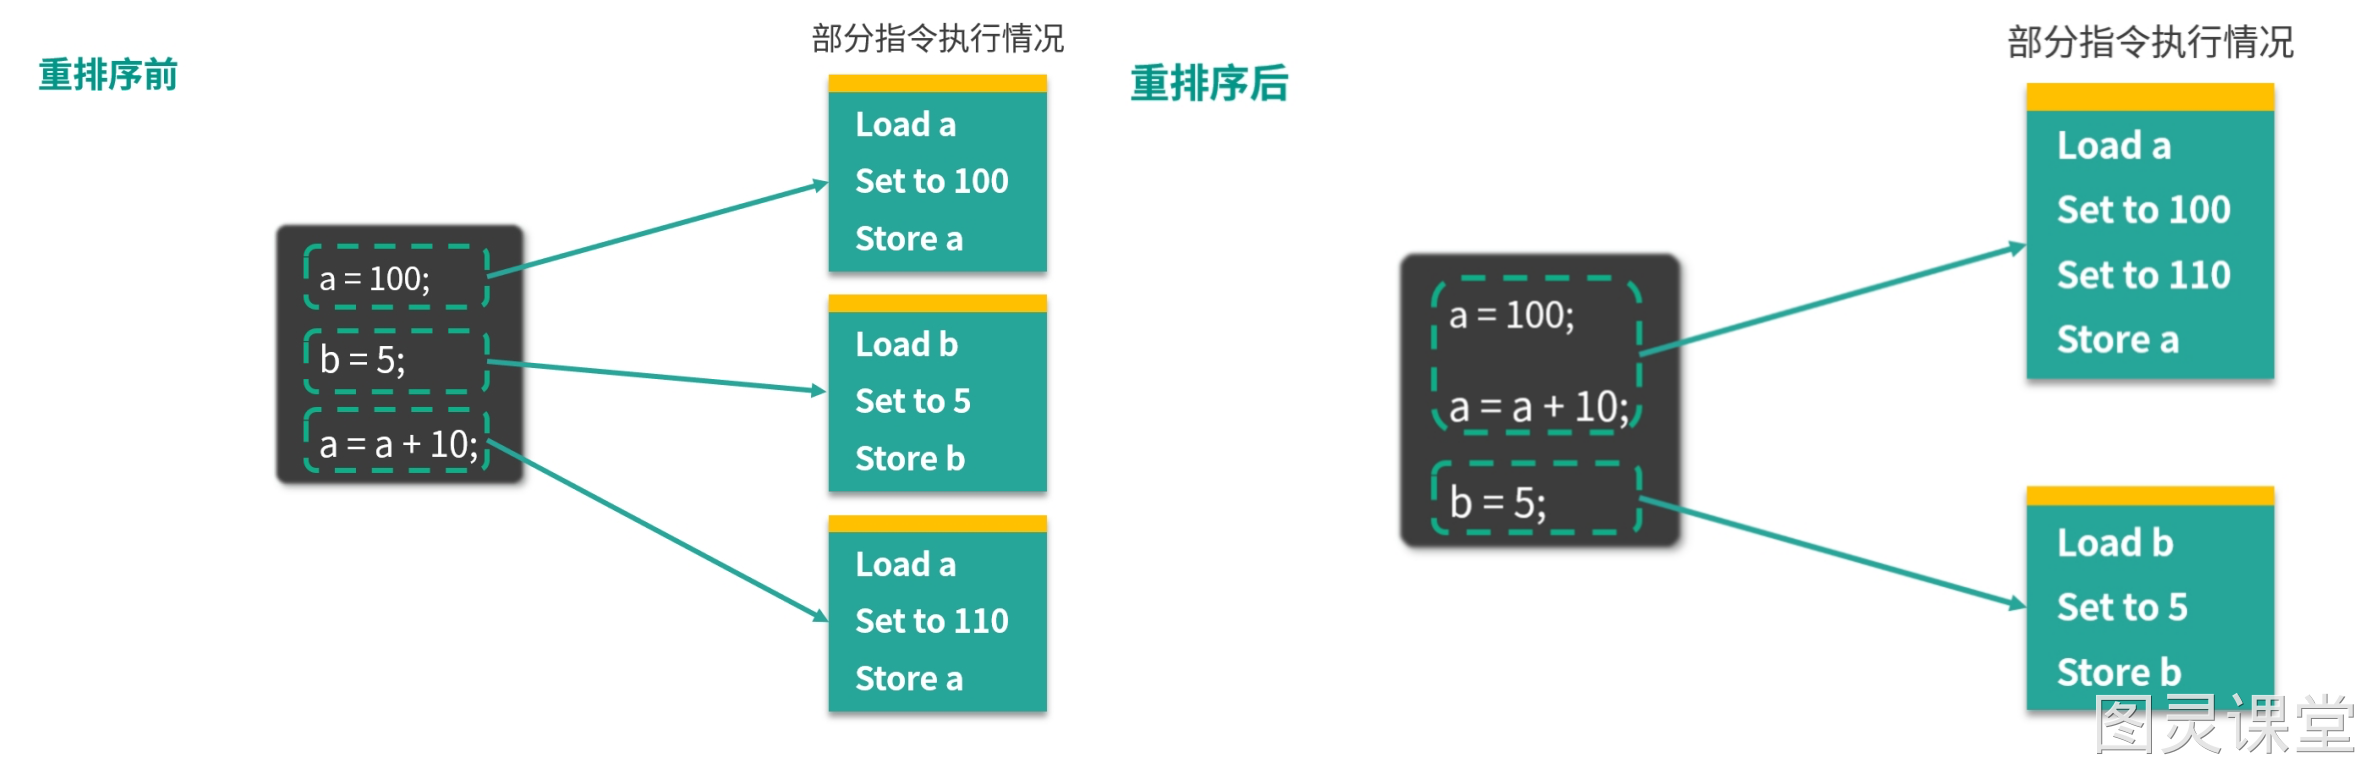 重排序前
部分指令执行情况
a = 100;
b = 5;
a = a + 10;
Load a
Set to 100
Store a
Load b
Set to 5
Store b
Load a
Set to 110
Store a
重排序后
部分指令执行情况
a = 100;
a = a + 10;
b = 5;
Load a
Set to 100
Set to 110
Store a
Load b
Set to 5
Store b
图灵课堂